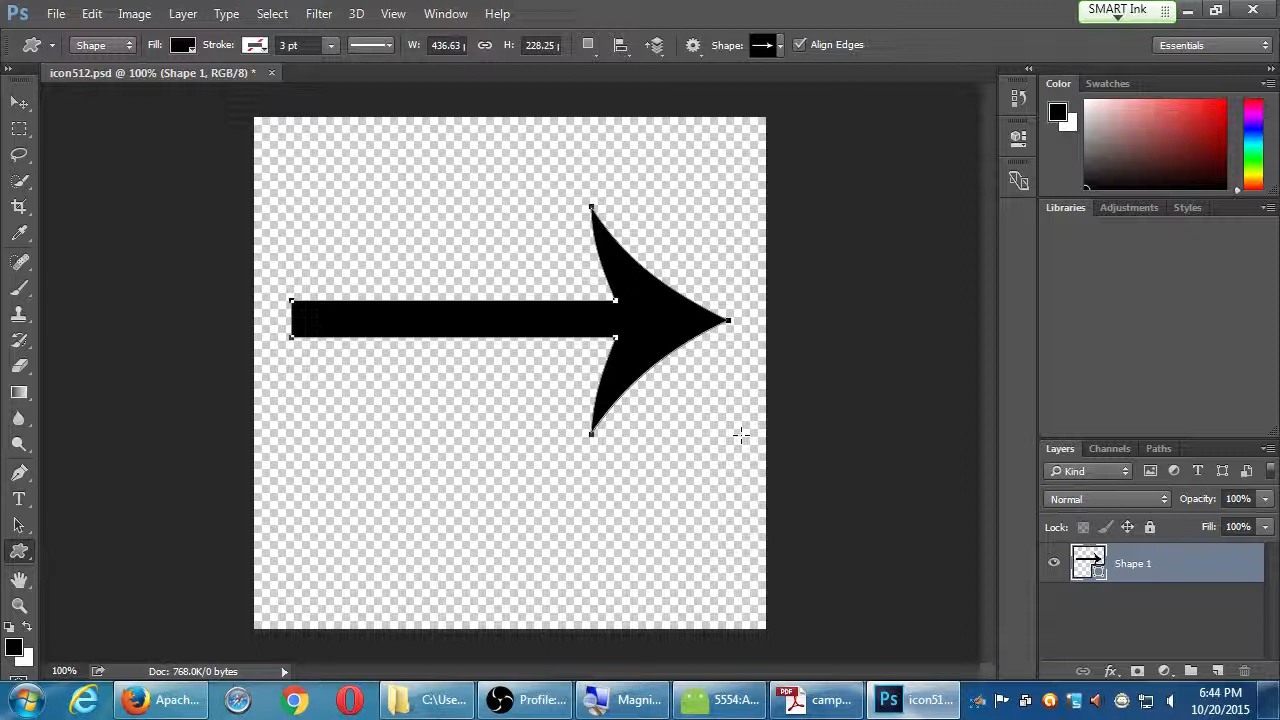 Ps File Edit Image Layer Type Select Filter 3D View Window Help
SMART Ink
Shape Fill: Stroke: 3 pt W: 436.63 H: 228.25 Shape: Align Edges Essentials
icon512.psd @ 100% (Shape 1, RGB/8) *
Color Swatches
Libraries Adjustments Styles
Layers Channels Paths
Kind
Normal Opacity: 100%
Lock: Fill: 100%
Shape 1
100% Doc: 768.0K/0 bytes
Apach... C:\Use... Profile:... Magni... 5554:A... PDF camp... Ps icon51...
6:44 PM
10/20/2015